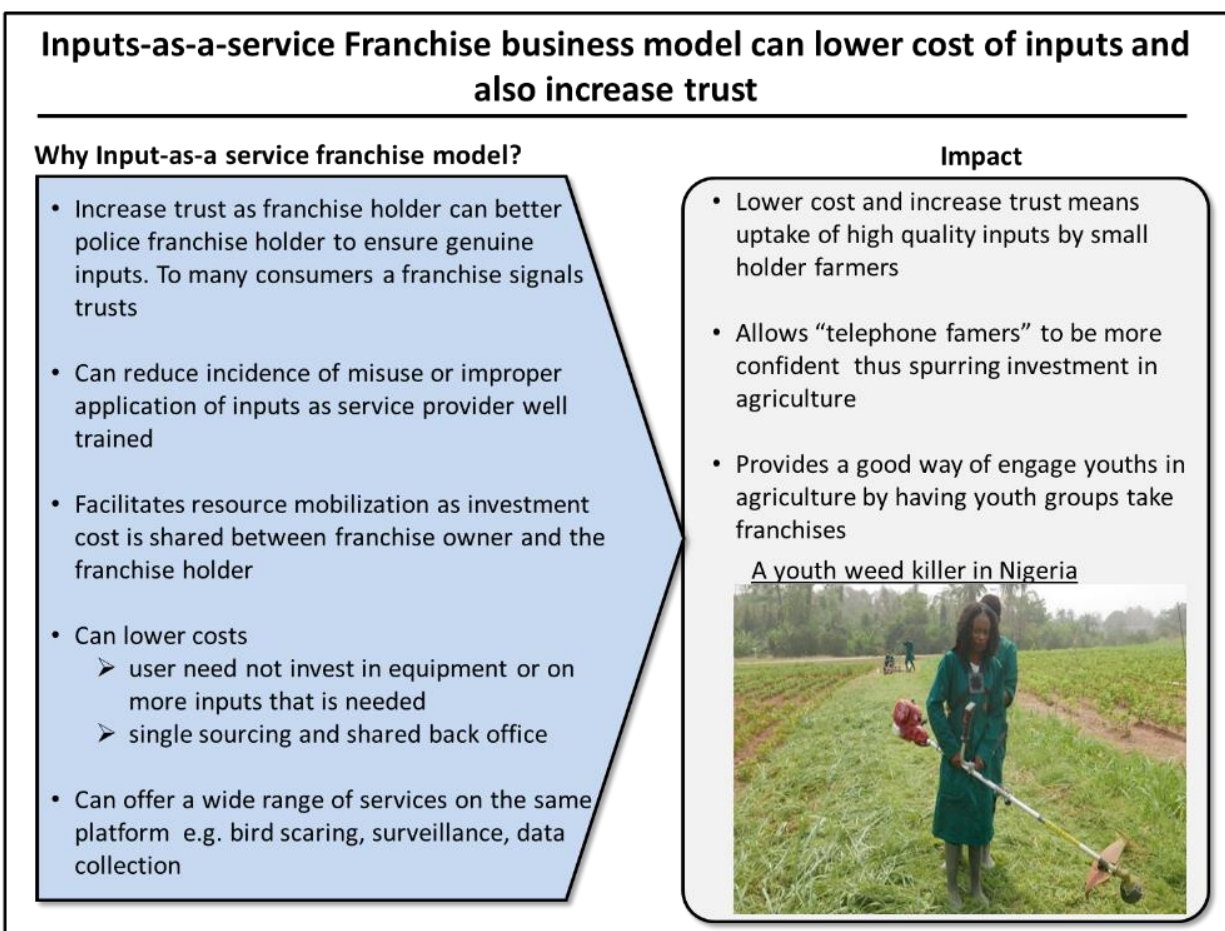 Inputs-as-a-service Franchise business model can lower cost of inputs and
also increase trust
Why Input-as-a service franchise model?
• Increase trust as franchise holder can better
police franchise holder to ensure genuine
inputs. To many consumers a franchise signals
trusts
• Can reduce incidence of misuse or improper
application of inputs as service provider well
trained
• Facilitates resource mobilization as investment
cost is shared between franchise owner and the
franchise holder
• Can lower costs
➢ user need not invest in equipment or on
more inputs that is needed
➢ single sourcing and shared back office
• Can offer a wide range of services on the same
platform e.g. bird scaring, surveillance, data
collection
Impact
• Lower cost and increase trust means
uptake of high quality inputs by small
holder farmers
• Allows “telephone famers” to be more
confident thus spurring investment in
agriculture
• Provides a good way of engage youths in
agriculture by having youth groups take
franchises
A youth weed killer in Nigeria